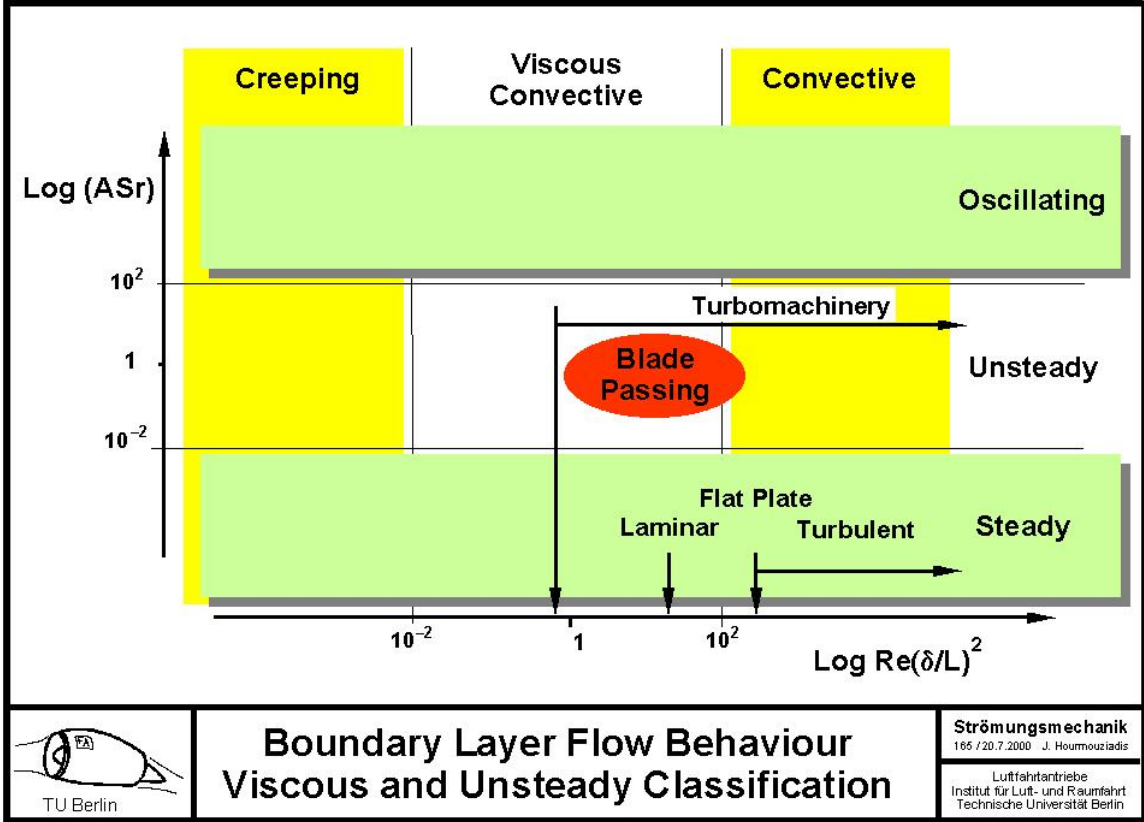 Creeping
Viscous
Convective
Convective
Log (ASr)
Oscillating
10²
Turbomachinery
1
Blade
Passing
Unsteady
10⁻²
Flat Plate
Laminar
Turbulent
Steady
10⁻²
1
10²
Log Re(δ/L)²
TU Berlin
Boundary Layer Flow Behaviour
Viscous and Unsteady Classification
Strömungsmechanik
165 / 20.7.2000 J. Hourmouziadis
Luftfahrtantriebe
Institut für Luft- und Raumfahrt
Technische Universität Berlin